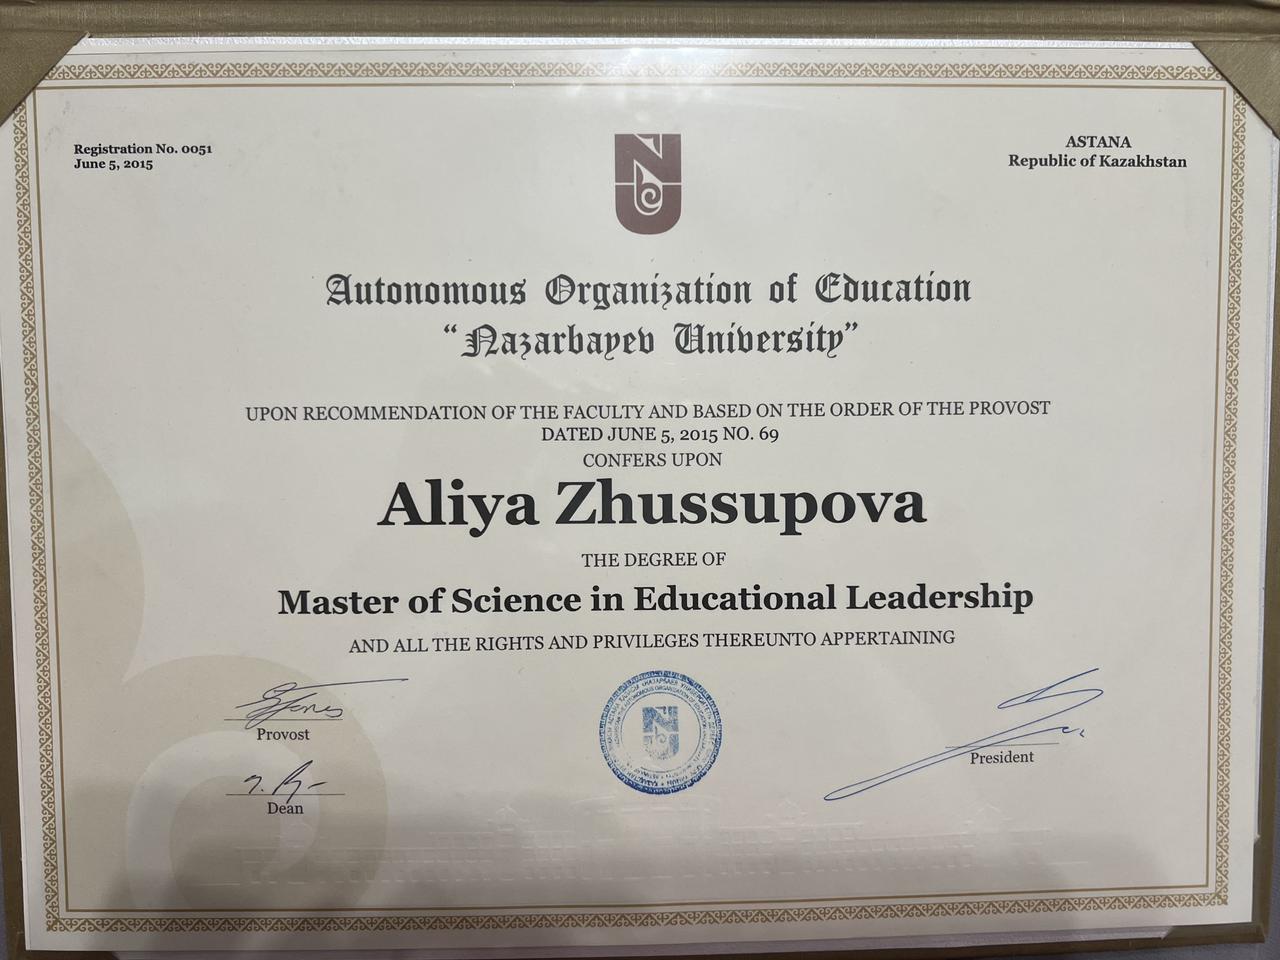 Registration No. 0051
June 5, 2015
ASTANA
Republic of Kazakhstan
Autonomous Organization of Education
“Nazarbayev University”
UPON RECOMMENDATION OF THE FACULTY AND BASED ON THE ORDER OF THE PROVOST
DATED JUNE 5, 2015 NO. 69
CONFERS UPON
Aliya Zhussupova
THE DEGREE OF
Master of Science in Educational Leadership
AND ALL THE RIGHTS AND PRIVILEGES THEREUNTO APPERTAINING
Provost
Dean
President